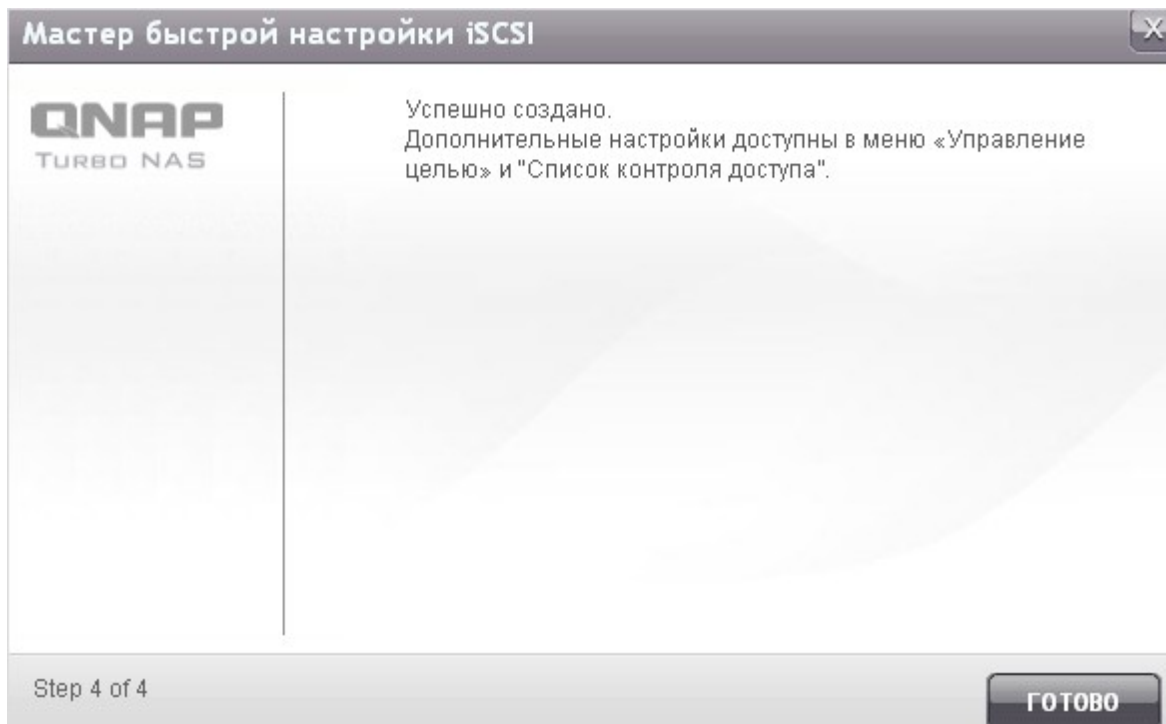 Мастер быстрой настройки iSCSI
X
QNAP
TURBO NAS
Успешно создано.
Дополнительные настройки доступны в меню «Управление
целью» и "Список контроля доступа".
Step 4 of 4
ГОТОВО